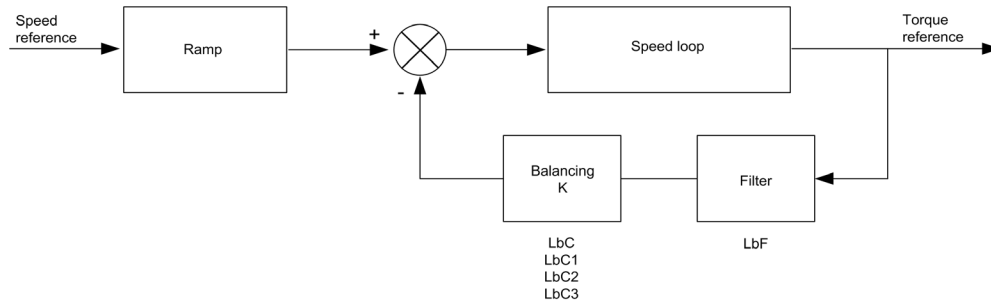 Speed
reference
Ramp
+
-
Speed loop
Torque
reference
Balancing
K
Filter
LbC
LbC1
LbC2
LbC3
LbF